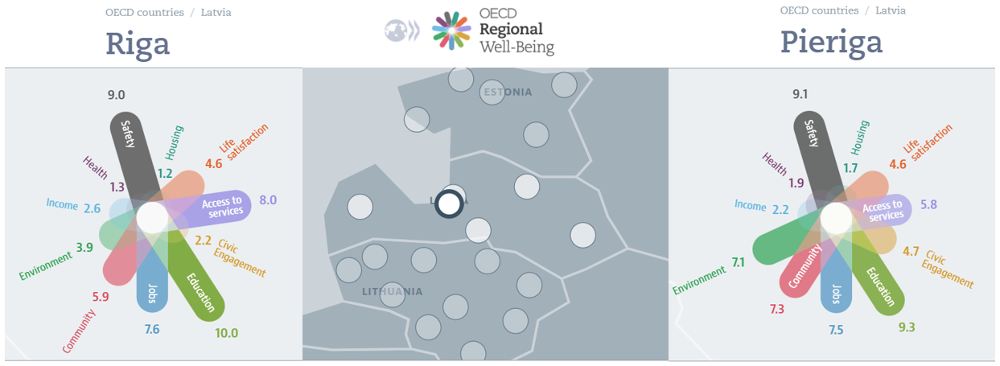 OECD countries / Latvia
Riga
9.0
Safety
Housing
1.2
Life
satisfaction
4.6
Health
1.3
Access to
services
8.0
Income 2.6
2.2 Civic
Engagement
3.9
Environment
5.9
Community
Jobs
7.6
Education
10.0
OECD
Regional
Well-Being
ESTONIA
LITHUANIA
OECD countries / Latvia
Pieriga
9.1
Safety
Housing
1.7
Life
satisfaction
4.6
Health
1.9
Access to
services
5.8
Income 2.2
4.7 Civic
Engagement
7.1
Environment
Community
7.3
Jobs
7.5
Education
9.3